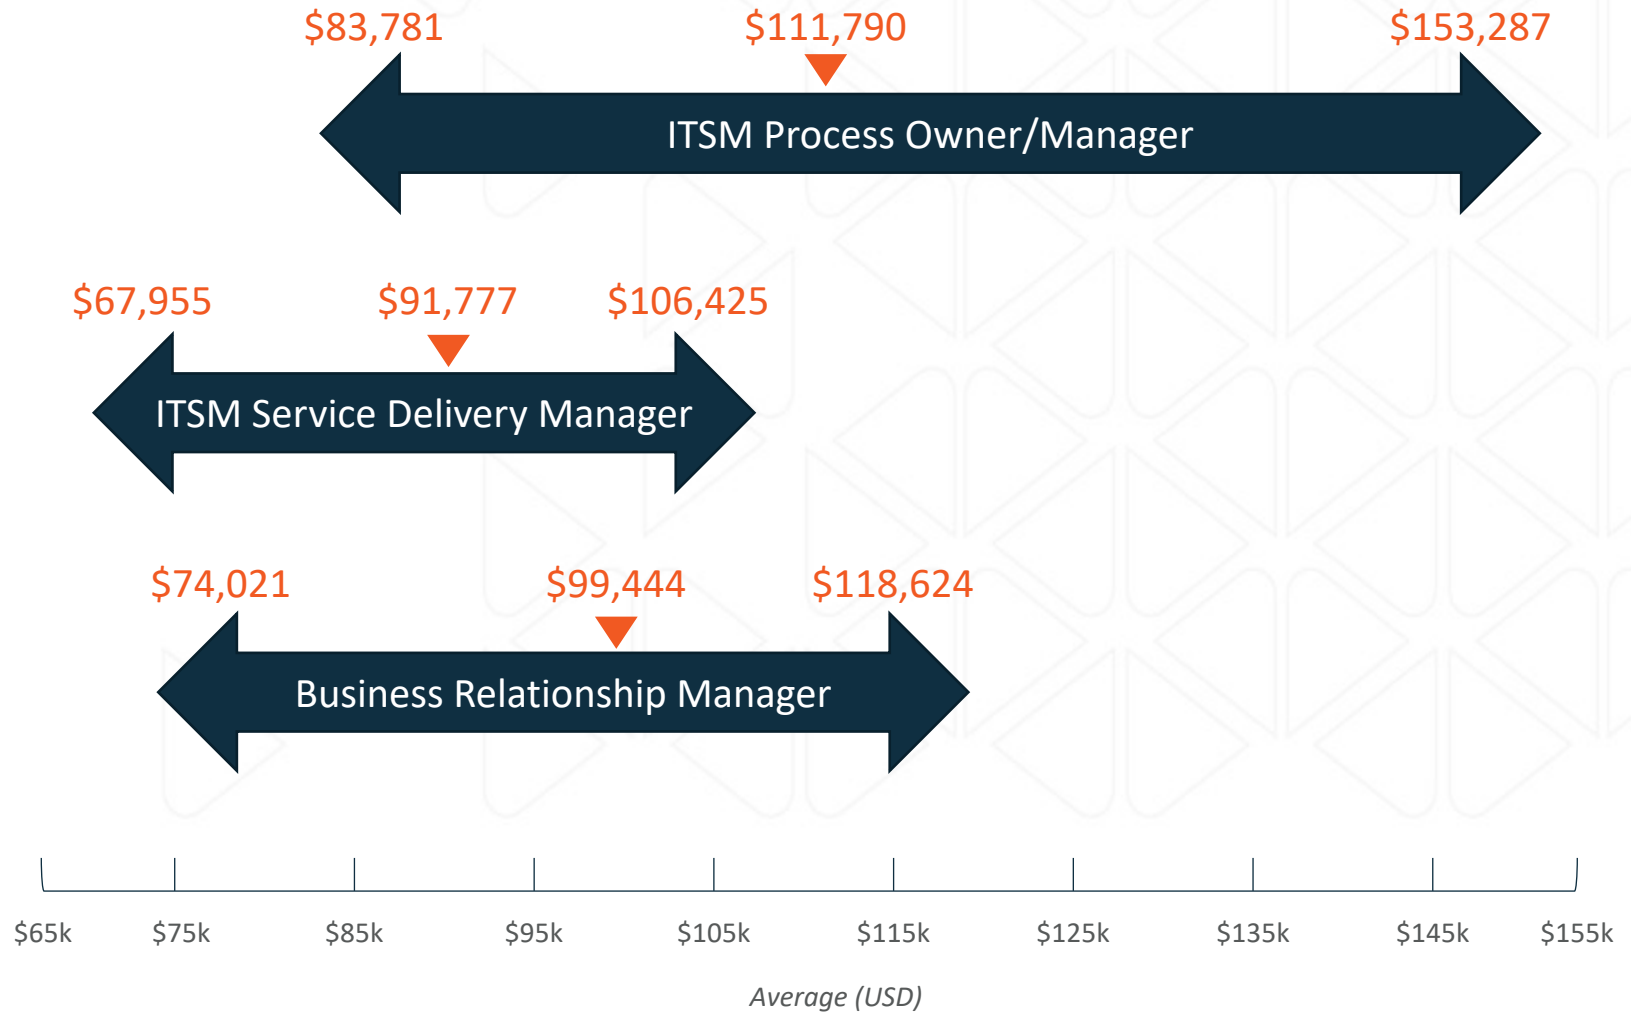 $83,781 $111,790 $153,287
ITSM Process Owner/Manager
$67,955 $91,777 $106,425
ITSM Service Delivery Manager
$74,021 $99,444 $118,624
Business Relationship Manager
$65k $75k $85k $95k $105k $115k $125k $135k $145k $155k
Average (USD)